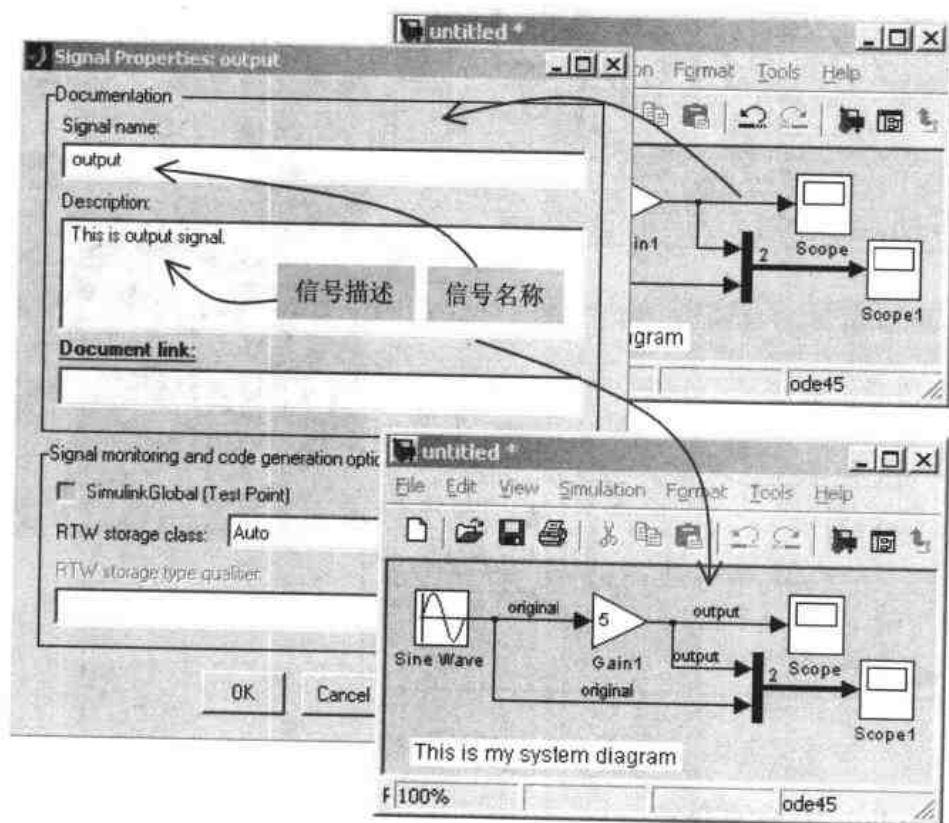 untitled *
on Format Tools Help
Signal Properties: output
Documentation
Signal name:
output
Description:
This is output signal.
信号描述
信号名称
Document link:
in1
2
Scope
Scope1
agram
ode45
Signal monitoring and code generation optio
SimulinkGlobal (Test Point)
RTW storage class:
Auto
RTW storage type qualifier:
OK
Cancel
untitled *
File Edit View Simulation Format Tools Help
Sine Wave
original
5
Gain1
output
output
original
2
Scope
Scope1
This is my system diagram
F 100%
ode45